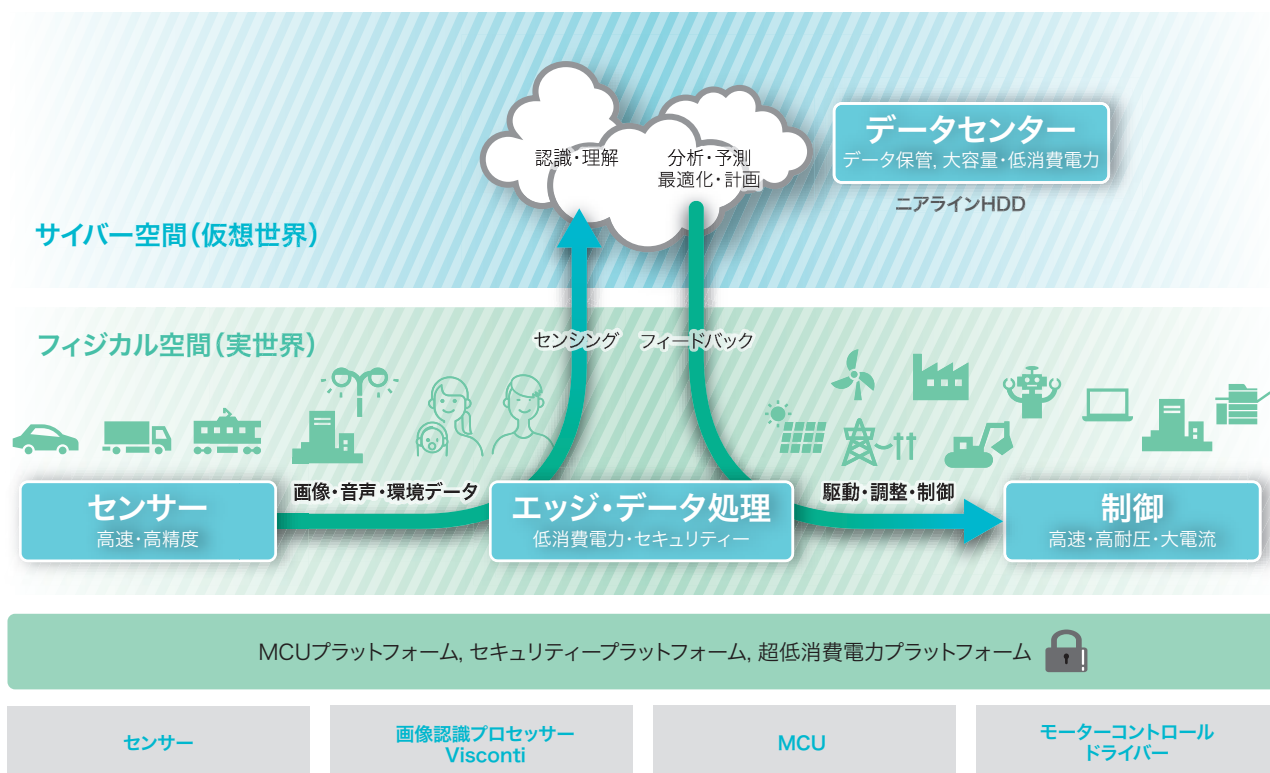 データセンター
データ保管, 大容量・低消費電力
ニアラインHDD
認識・理解
分析・予測
最適化・計画
サイバー空間（仮想世界）
フィジカル空間（実世界）
センシング
フィードバック
センサー
高速・高精度
画像・音声・環境データ
エッジ・データ処理
低消費電力・セキュリティー
駆動・調整・制御
制御
高速・高耐圧・大電流
MCUプラットフォーム, セキュリティープラットフォーム, 超低消費電力プラットフォーム
センサー
画像認識プロセッサー
Visconti
MCU
モーターコントロール
ドライバー